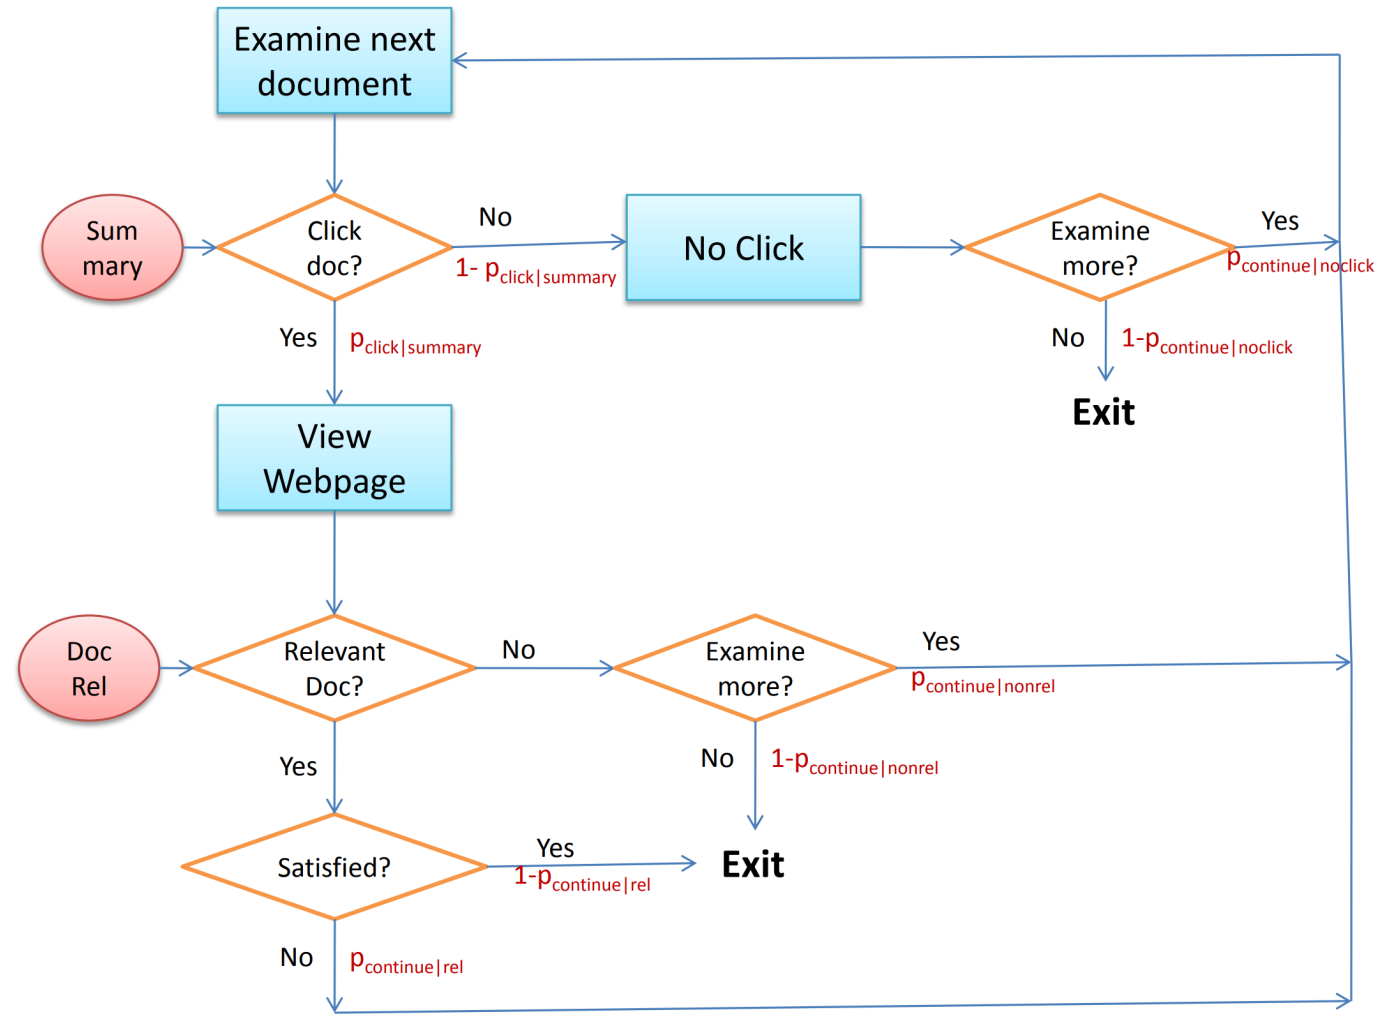 Examine next
document
Sum
mary
Click
doc?
No
1- pclick|summary
No Click
Examine
more?
Yes
pcontinue|noclick
Yes
pclick|summary
No
1-pcontinue|noclick
Exit
View
Webpage
Doc
Rel
Relevant
Doc?
No
Examine
more?
Yes
pcontinue|nonrel
Yes
No
1-pcontinue|nonrel
Satisfied?
Yes
1-pcontinue|rel
Exit
No
pcontinue|rel